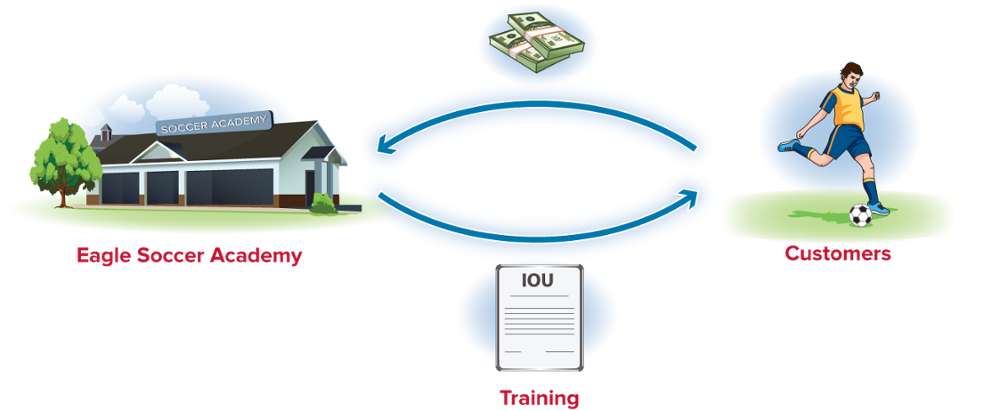 SOCCER ACADEMY
Eagle Soccer Academy
Customers
IOU
Training